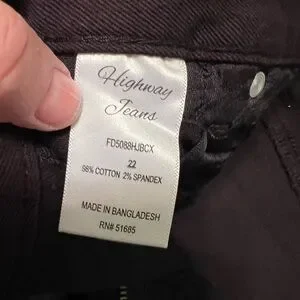 Highway
Jeans
FD5088HJBCX
22
98% COTTON 2% SPANDEX
MADE IN BANGLADESH
RN# 51685